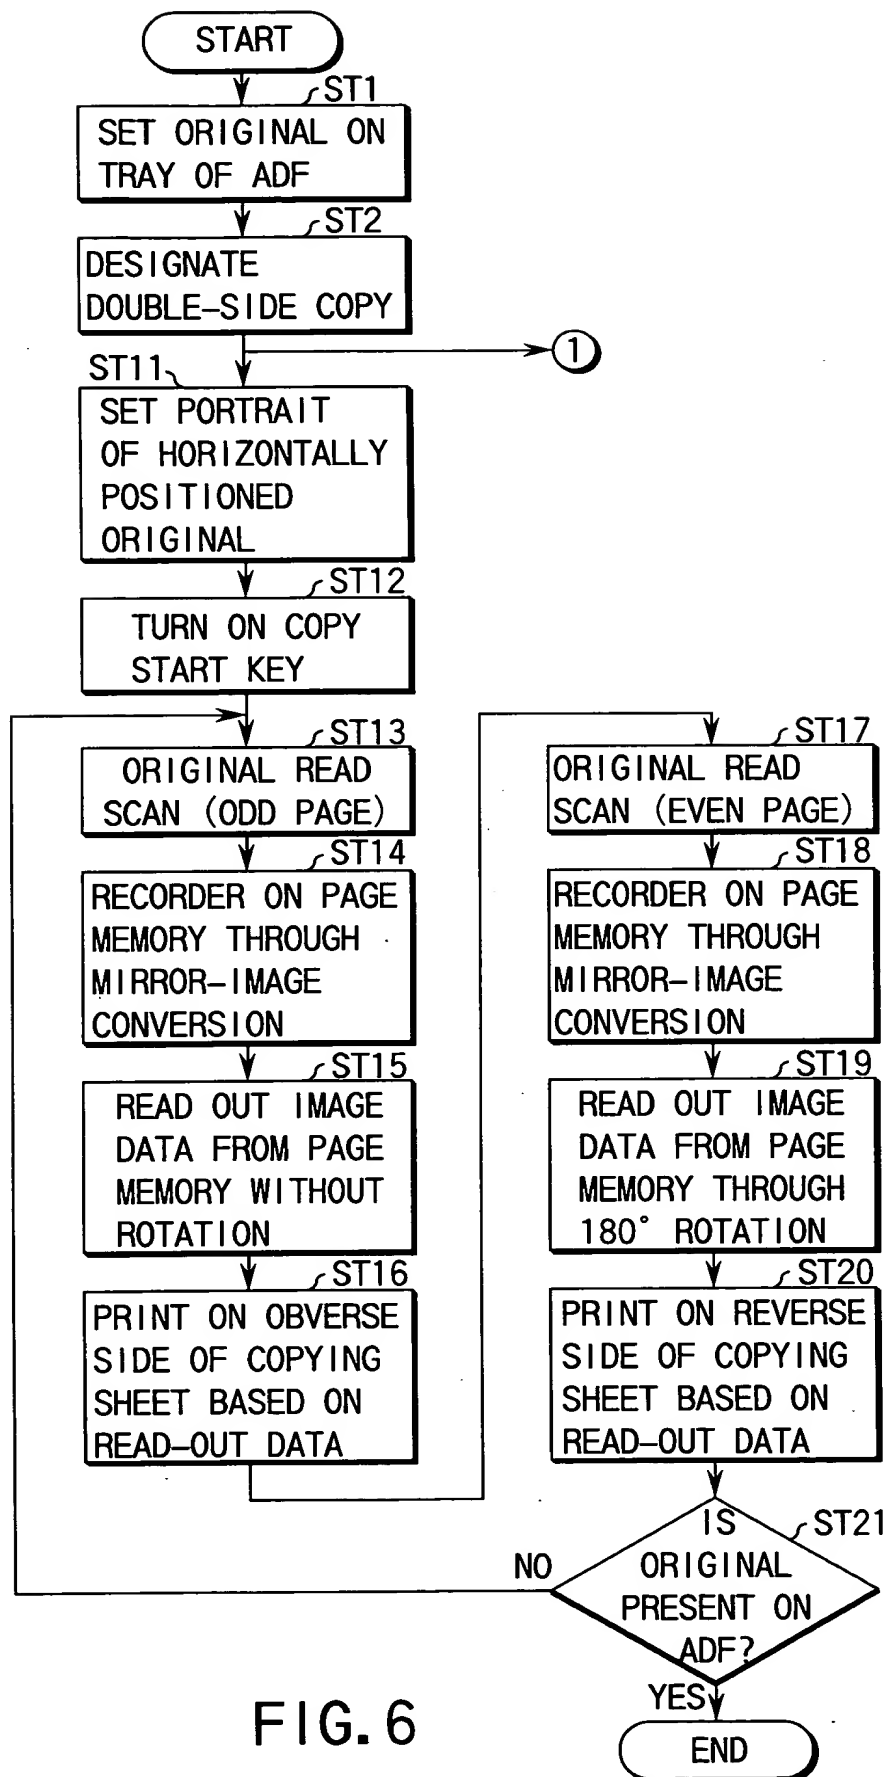 START
ST1
SET ORIGINAL ON
TRAY OF ADF
ST2
DESIGNATE
DOUBLE-SIDE COPY
1
ST11
SET PORTRAIT
OF HORIZONTALLY
POSITIONED
ORIGINAL
ST12
TURN ON COPY
START KEY
ST13
ORIGINAL READ
SCAN (ODD PAGE)
ST14
RECORDER ON PAGE
MEMORY THROUGH
MIRROR-IMAGE
CONVERSION
ST15
READ OUT IMAGE
DATA FROM PAGE
MEMORY WITHOUT
ROTATION
ST16
PRINT ON OBVERSE
SIDE OF COPYING
SHEET BASED ON
READ-OUT DATA
ST17
ORIGINAL READ
SCAN (EVEN PAGE)
ST18
RECORDER ON PAGE
MEMORY THROUGH
MIRROR-IMAGE
CONVERSION
ST19
READ OUT IMAGE
DATA FROM PAGE
MEMORY THROUGH
180° ROTATION
ST20
PRINT ON REVERSE
SIDE OF COPYING
SHEET BASED ON
READ-OUT DATA
ST21
IS
ORIGINAL
PRESENT ON
ADF?
NO
YES
END
FIG. 6